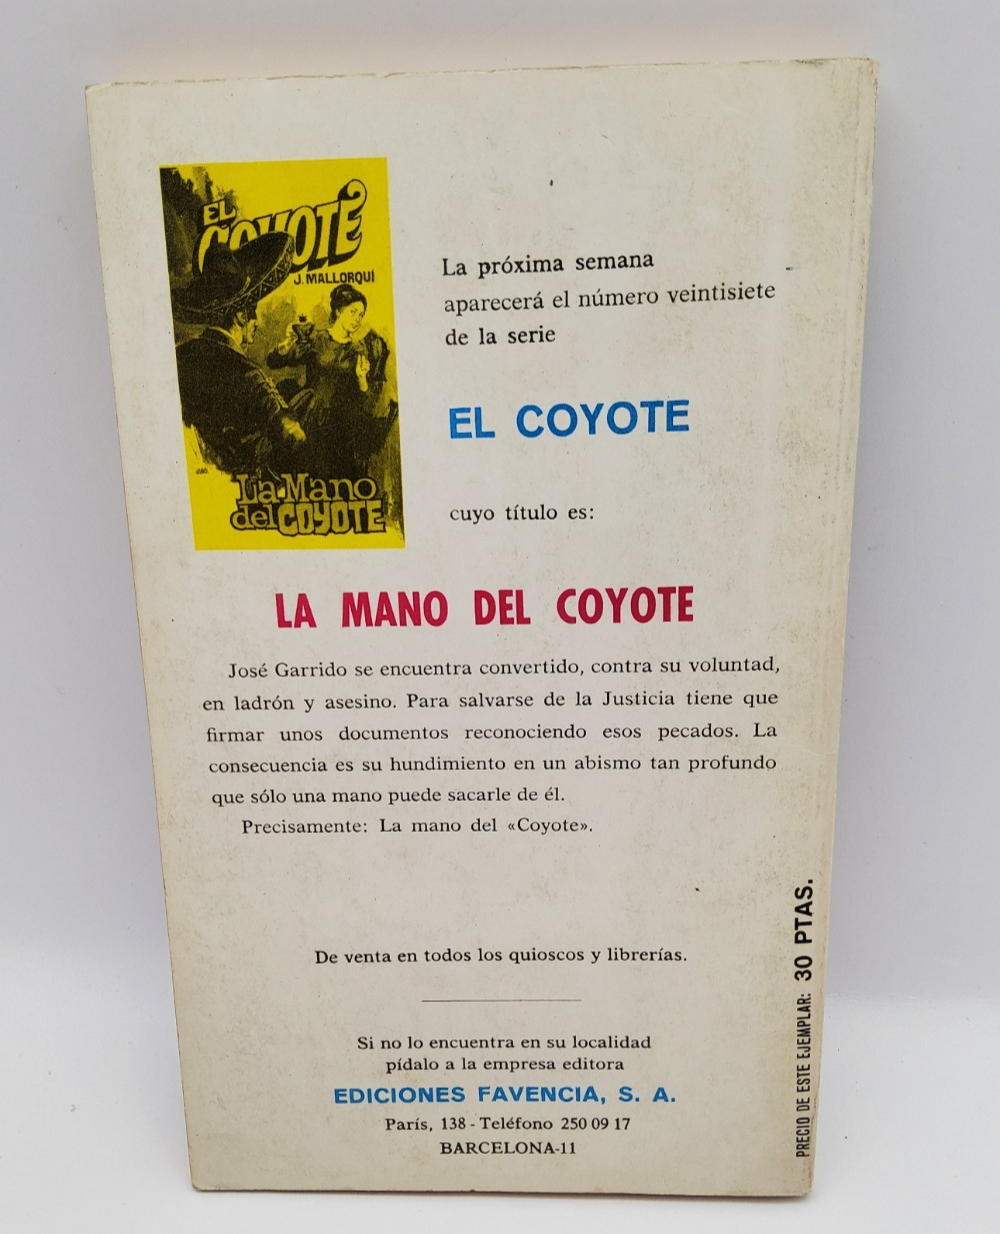 EL
COYOTE
J. MALLORQUÍ
La Mano
del COYOTE
La próxima semana
aparecerá el número veintisiete
de la serie
EL COYOTE
cuyo título es:
LA MANO DEL COYOTE
José Garrido se encuentra convertido, contra su voluntad,
en ladrón y asesino. Para salvarse de la Justicia tiene que
firmar unos documentos reconociendo esos pecados. La
consecuencia es su hundimiento en un abismo tan profundo
que sólo una mano puede sacarle de él.
Precisamente: La mano del «Coyote».
De venta en todos los quioscos y librerías.
Si no lo encuentra en su localidad
pídalo a la empresa editora
EDICIONES FAVENCIA, S. A.
París, 138 - Teléfono 250 09 17
BARCELONA-11
PRECIO DE ESTE EJEMPLAR: 30 PTAS.